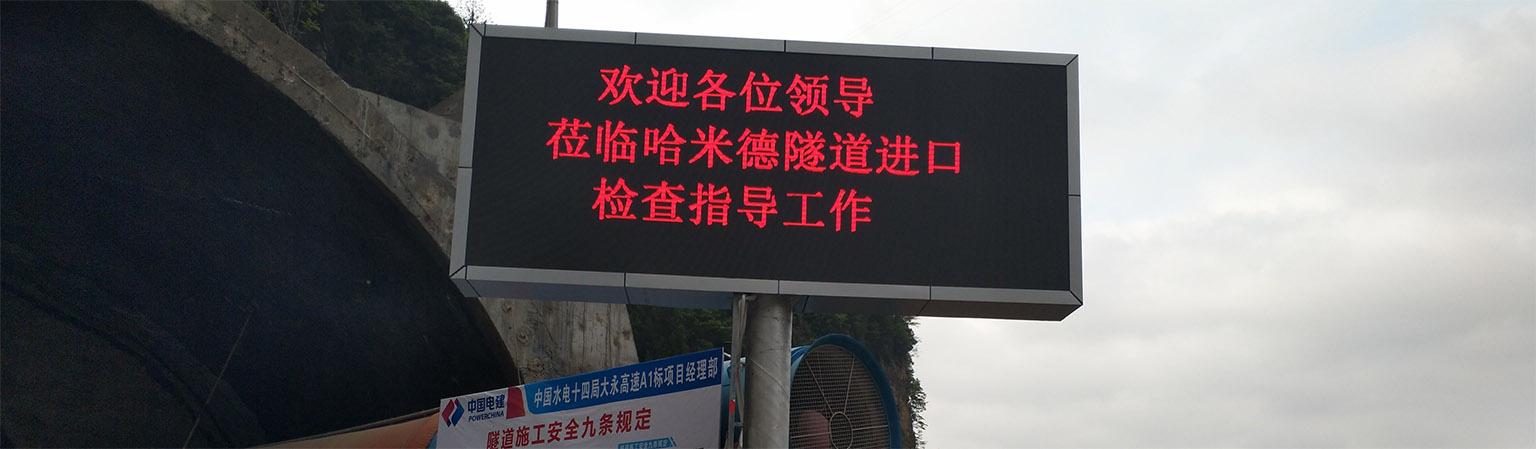 欢迎各位领导
莅临哈米德隧道进口
检查指导工作
中国电建
POWERCHINA
中国水电十四局大永高速A1标项目经理部
隧道施工安全九条规定